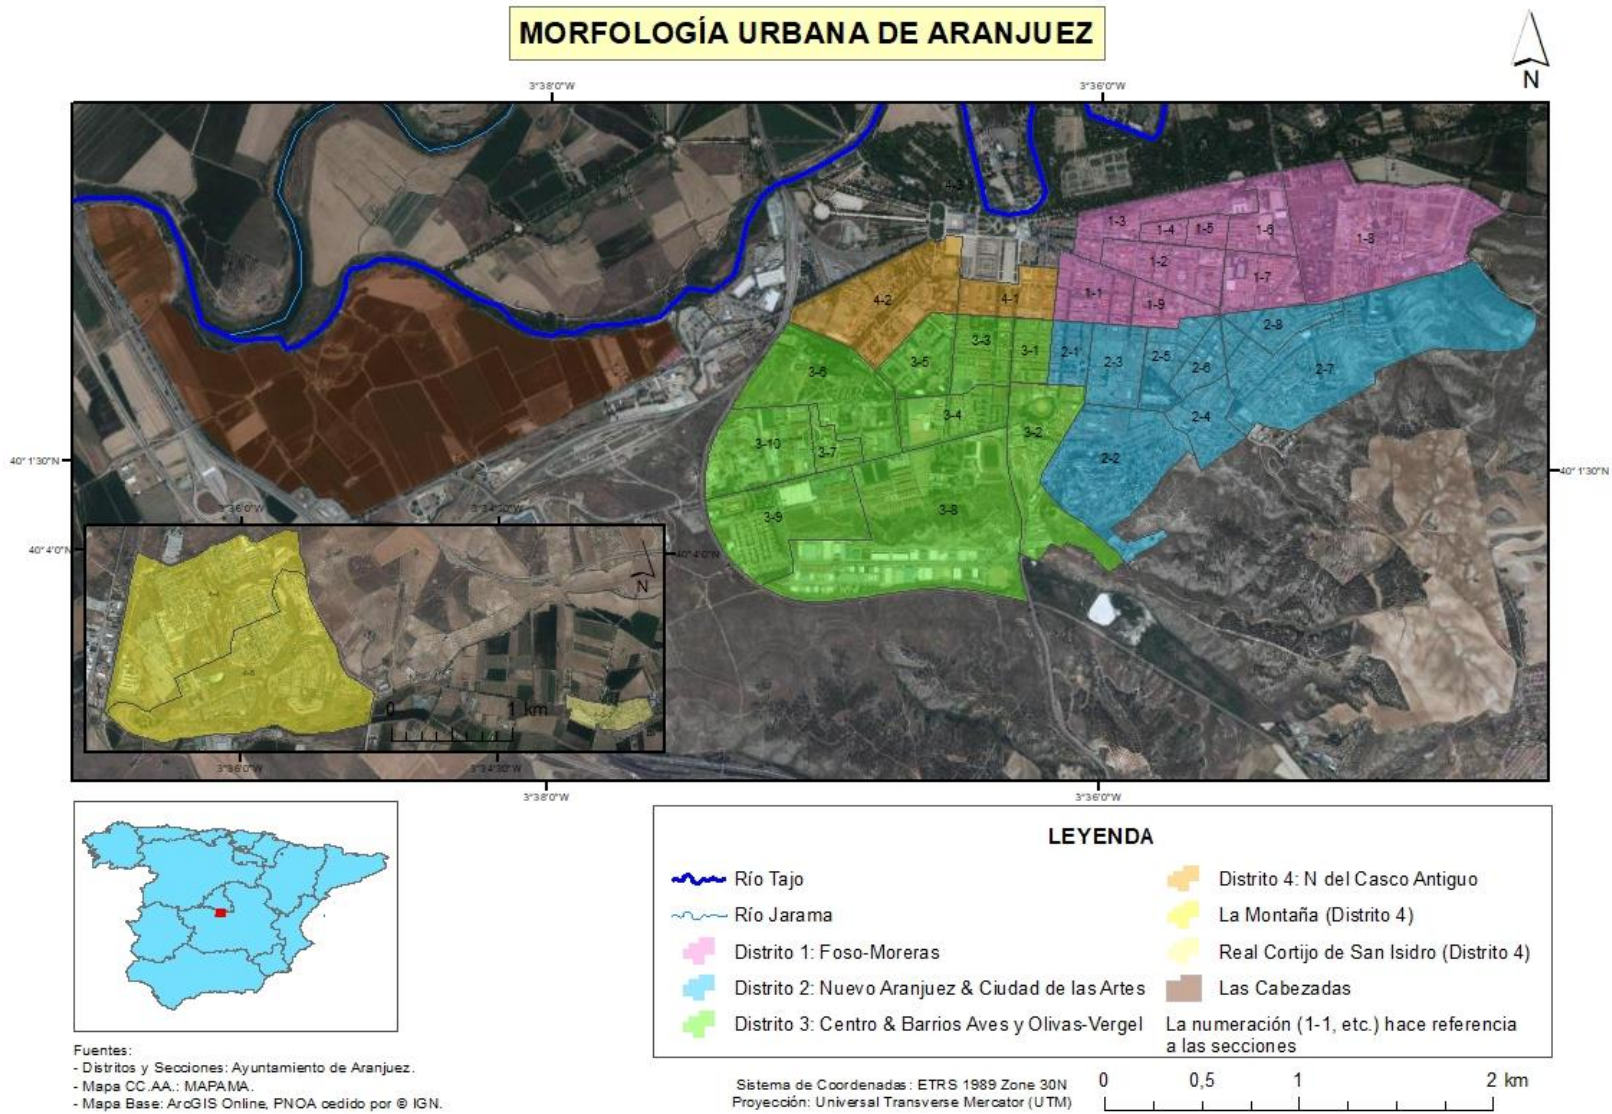 MORFOLOGÍA URBANA DE ARANJUEZ
N
3°38'0"W
3°36'0"W
4-3
1-3
1-4
1-5
1-6
1-8
1-2
1-7
1-1
1-9
4-2
4-1
2-8
3-3
3-1
2-1
2-3
2-5
2-6
2-7
3-5
3-6
3-4
2-4
3-2
3-10
3-7
2-2
3-9
3-8
40°1'30"N
40°1'30"N
3°36'0"W
3°34'30"W
40°4'0"N
40°4'0"N
N
4-5
0
1 km
3°36'0"W
3°34'30"W
3°38'0"W
3°36'0"W
LEYENDA
Río Tajo
Río Jarama
Distrito 1: Foso-Moreras
Distrito 2: Nuevo Aranjuez & Ciudad de las Artes
Distrito 3: Centro & Barrios Aves y Olivas-Vergel
Distrito 4: N del Casco Antiguo
La Montaña (Distrito 4)
Real Cortijo de San Isidro (Distrito 4)
Las Cabezadas
La numeración (1-1, etc.) hace referencia
a las secciones
Fuentes:
- Distritos y Secciones: Ayuntamiento de Aranjuez.
- Mapa CC.AA.: MAPAMA.
- Mapa Base: ArcGIS Online, PNOA cedido por © IGN.
Sistema de Coordenadas: ETRS 1989 Zone 30N
Proyección: Universal Transverse Mercator (UTM)
0 0,5 1 2 km